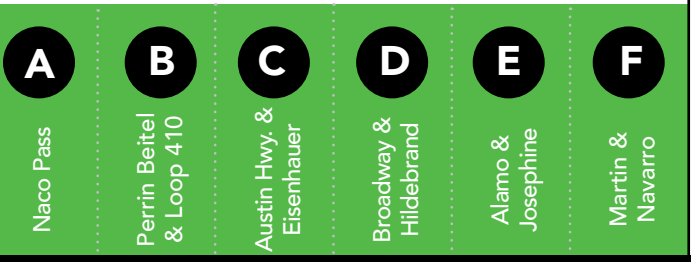 A
Naco Pass
B
Perrin Beitel
& Loop 410
C
Austin Hwy. &
Eisenhauer
D
Broadway &
Hildebrand
E
Alamo &
Josephine
F
Martin &
Navarro